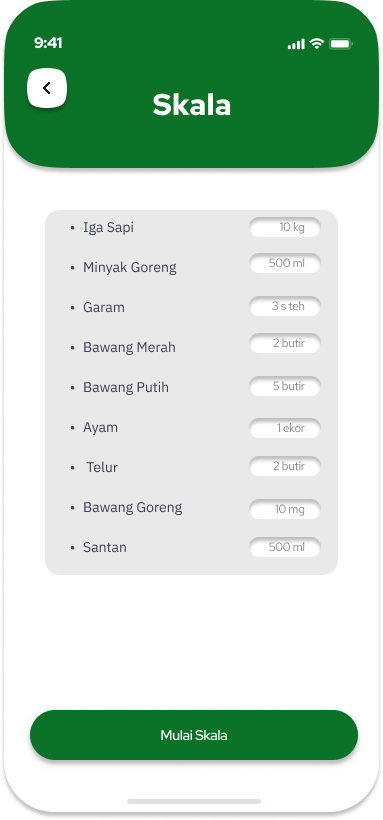 9:41
Skala
• Iga Sapi 10 kg
• Minyak Goreng 500 ml
• Garam 3 s teh
• Bawang Merah 2 butir
• Bawang Putih 5 butir
• Ayam 1 ekor
• Telur 2 butir
• Bawang Goreng 10 mg
• Santan 500 ml
Mulai Skala